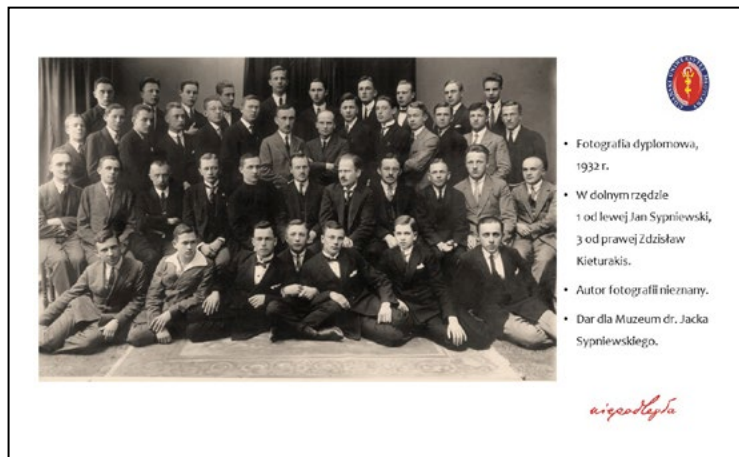 • Fotografia dyplomowa,
1932 r.
• W dolnym rzędzie
1 od lewej Jan Sypniewski,
3 od prawej Zdzisław
Kieturakis.
• Autor fotografii nieznany.
• Dar dla Muzeum dr. Jacka
Sypniewskiego.
niepodległa